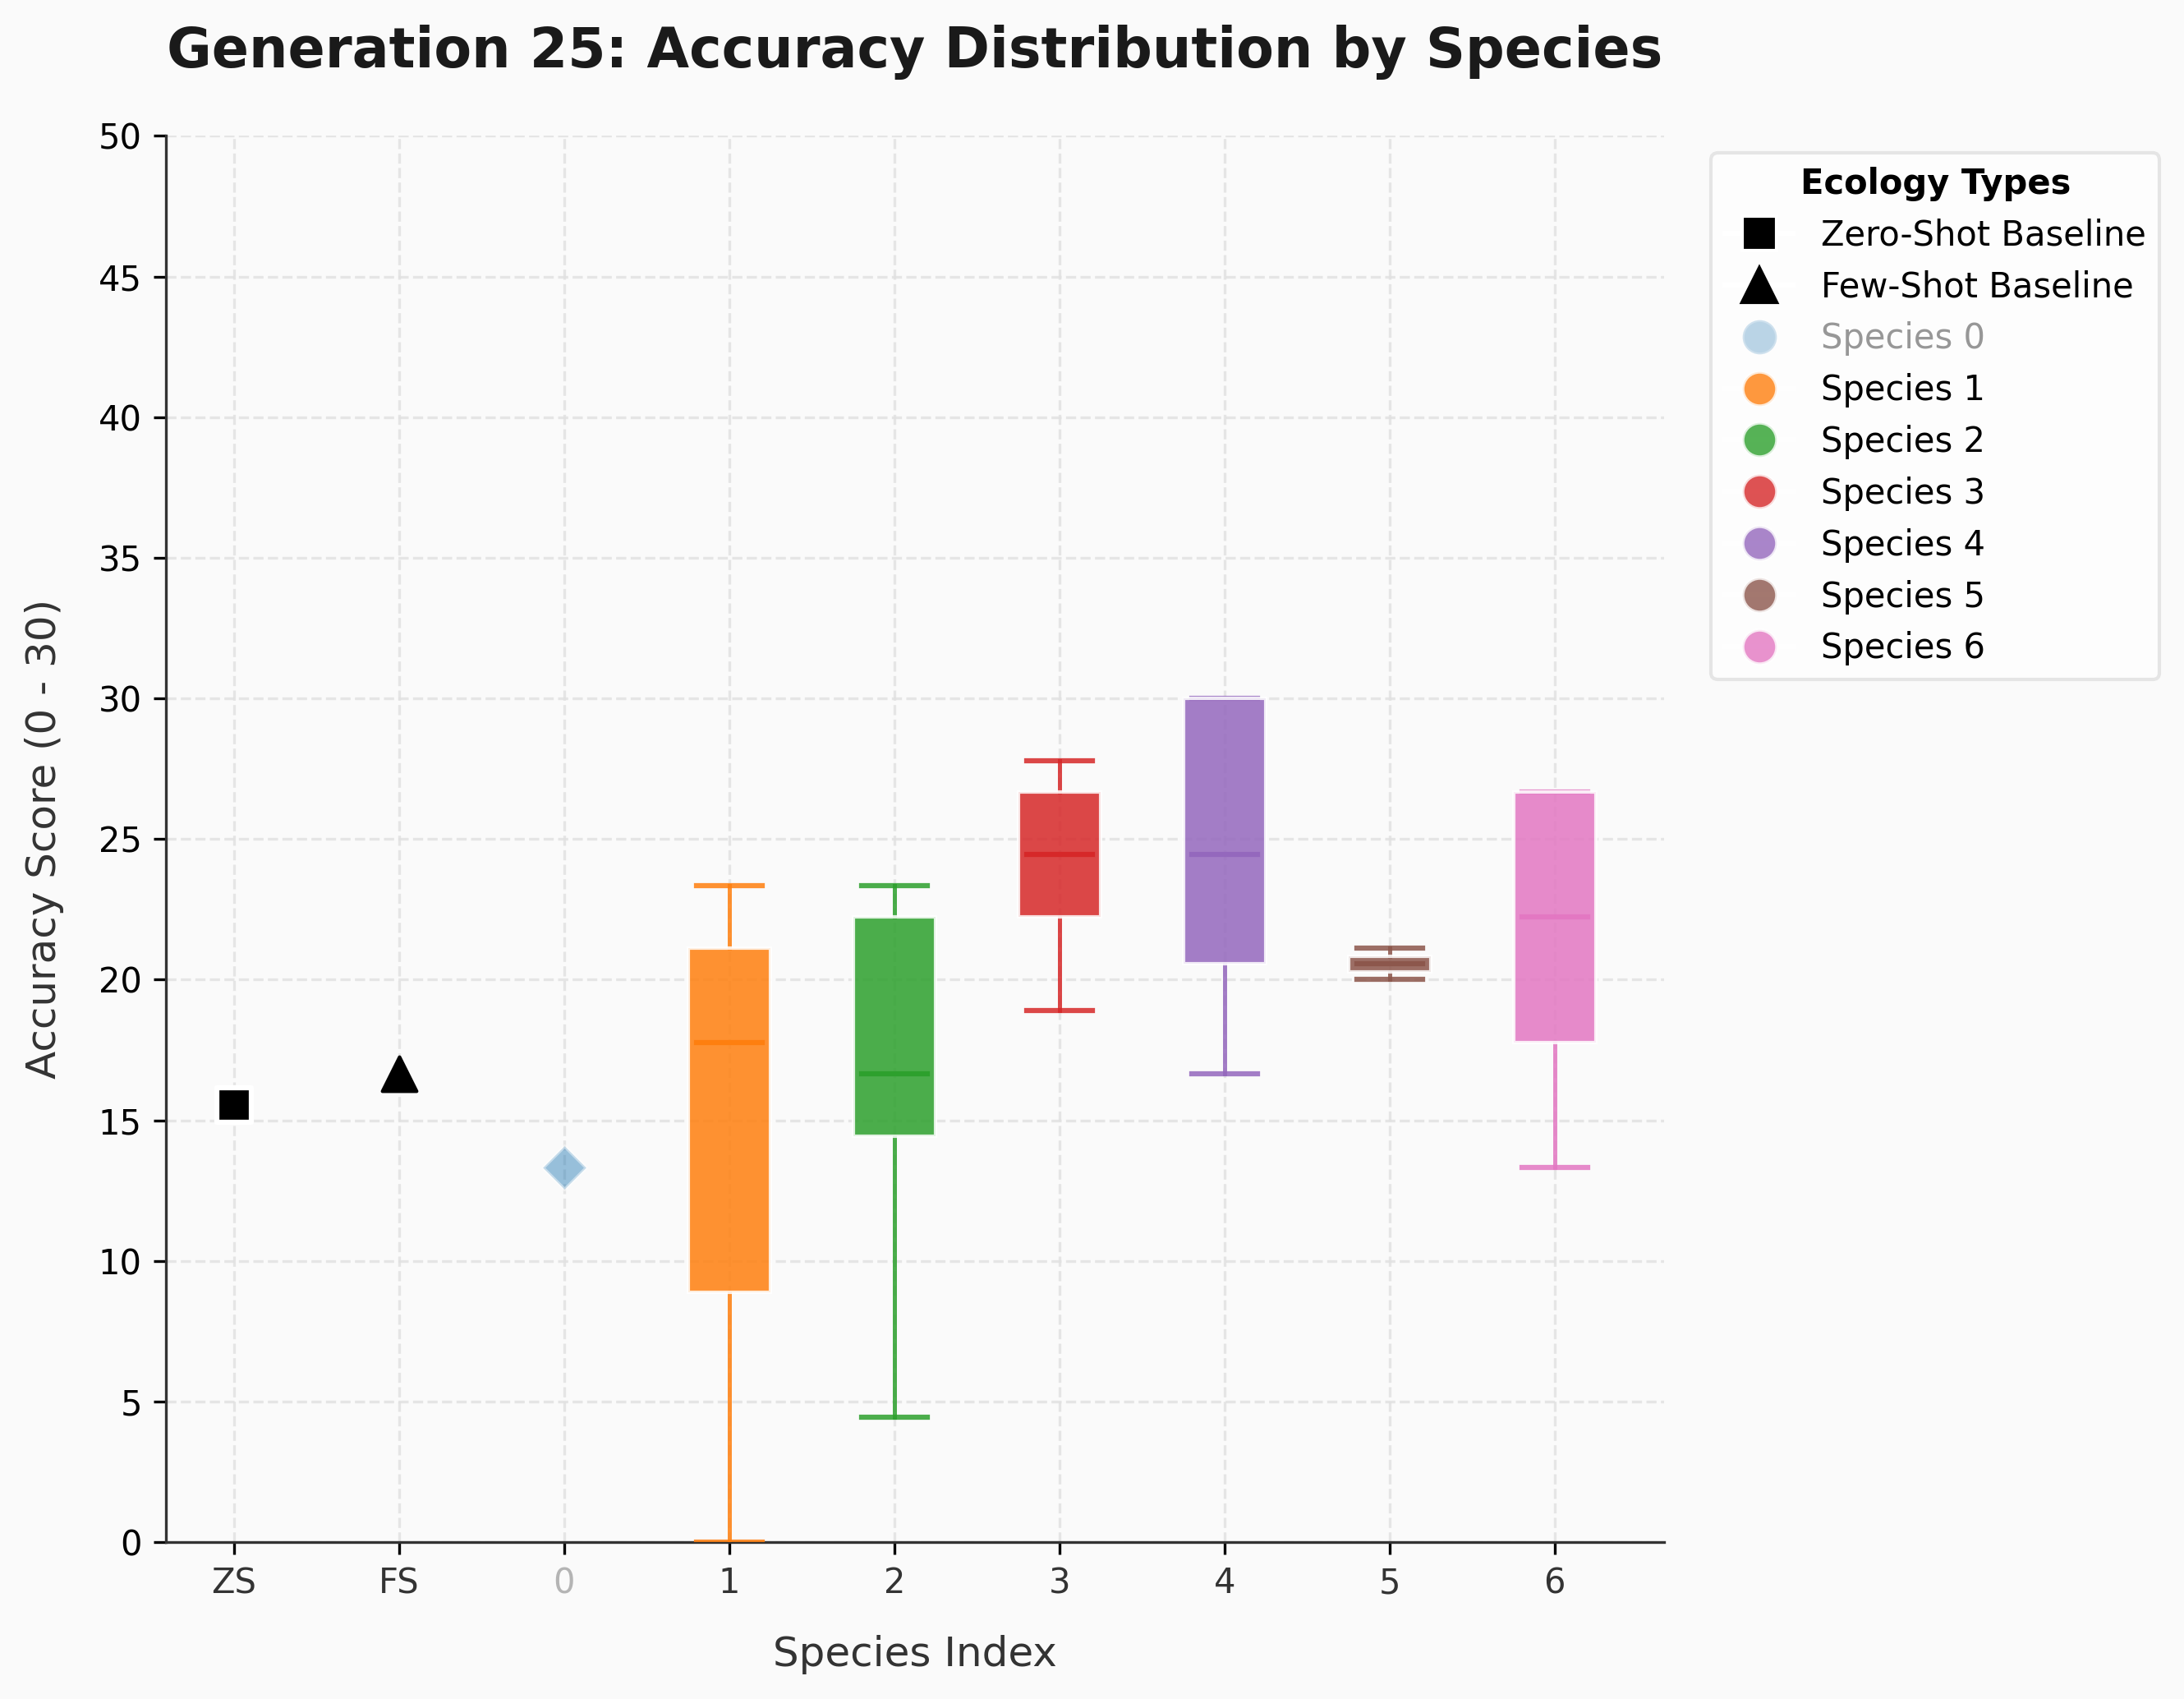 Generation 25: Accuracy Distribution by Species
50
45
40
35
30
25
20
15
10
5
0
Accuracy Score (0 - 30)
ZS
FS
0
1
2
3
4
5
6
Species Index
Ecology Types
Zero-Shot Baseline
Few-Shot Baseline
Species 0
Species 1
Species 2
Species 3
Species 4
Species 5
Species 6